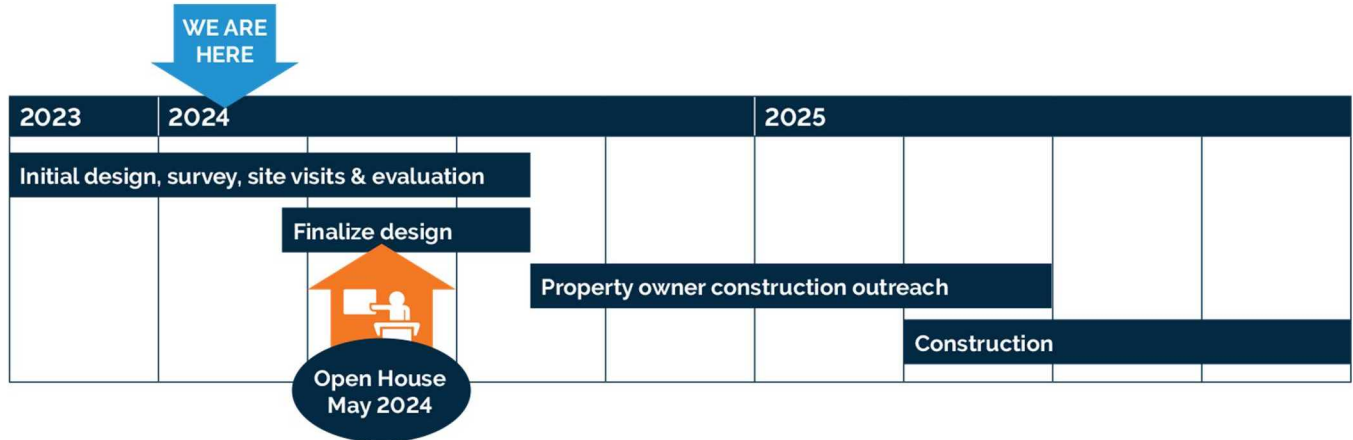 WE ARE
HERE
2023
2024
2025
Initial design, survey, site visits & evaluation
Finalize design
Property owner construction outreach
Construction
Open House
May 2024